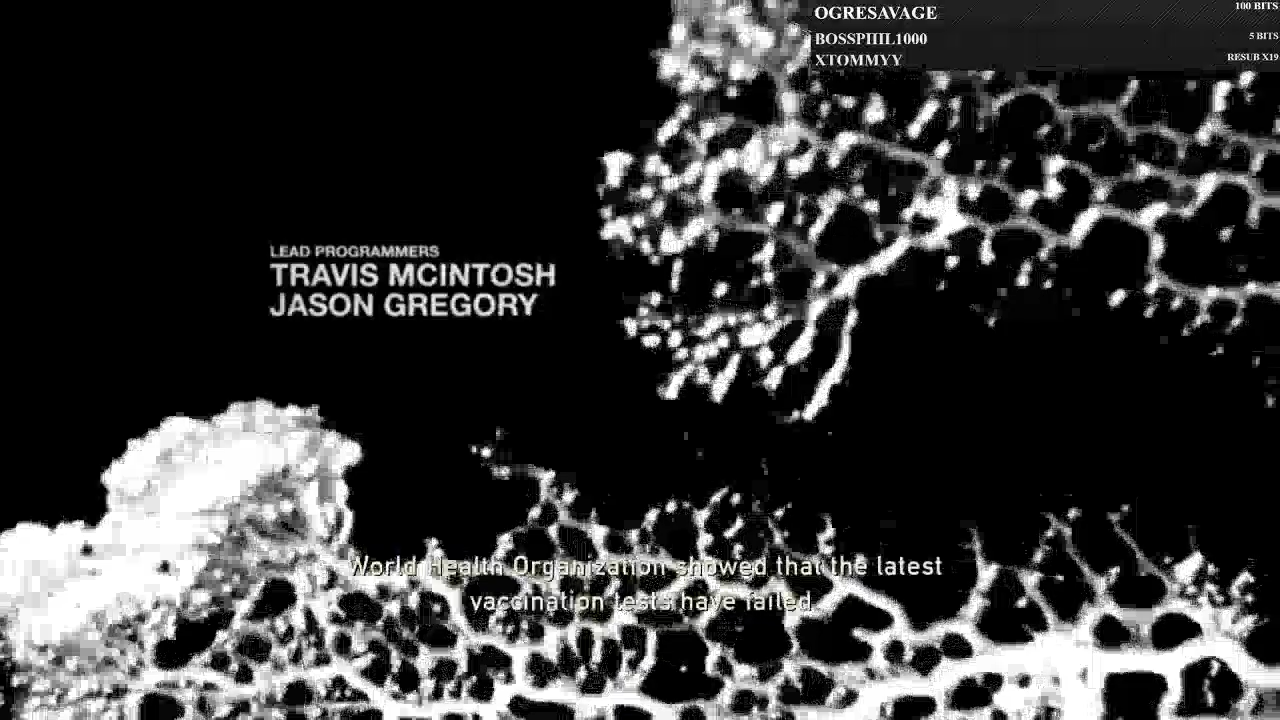 OGRESAVAGE 100 BITS
BOSSPHIL1000 5 BITS
XTOMMYY RESUB X19
LEAD PROGRAMMERS
TRAVIS MCINTOSH
JASON GREGORY
World Health Organization showed that the latest
vaccination tests have failed.